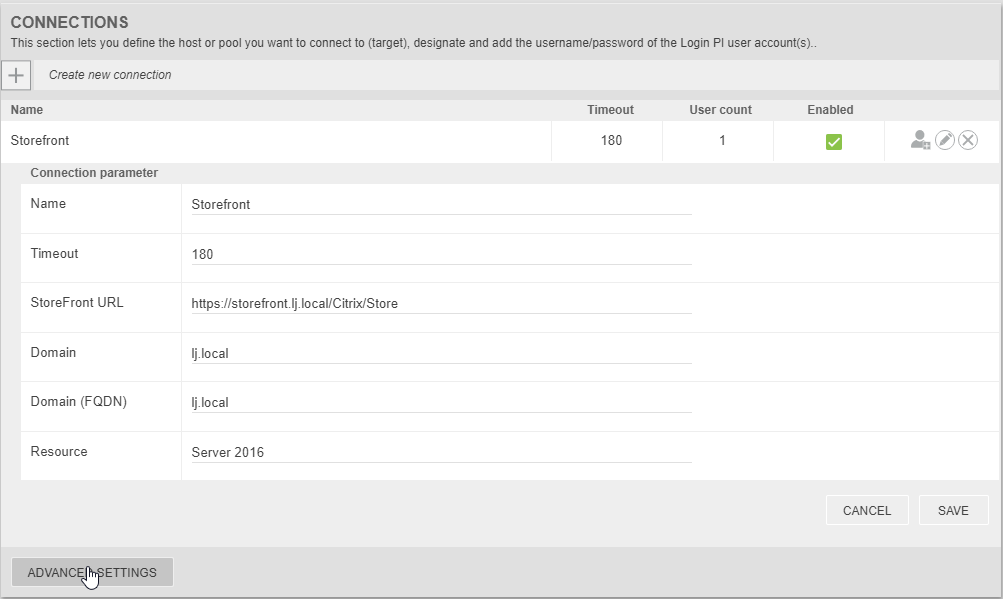 CONNECTIONS
This section lets you define the host or pool you want to connect to (target), designate and add the username/password of the Login PI user account(s)..
Create new connection
Name Timeout User count Enabled
Storefront 180 1
Connection parameter
Name Storefront
Timeout 180
StoreFront URL https://storefront.lj.local/Citrix/Store
Domain lj.local
Domain (FQDN) lj.local
Resource Server 2016
CANCEL SAVE
ADVANCED SETTINGS